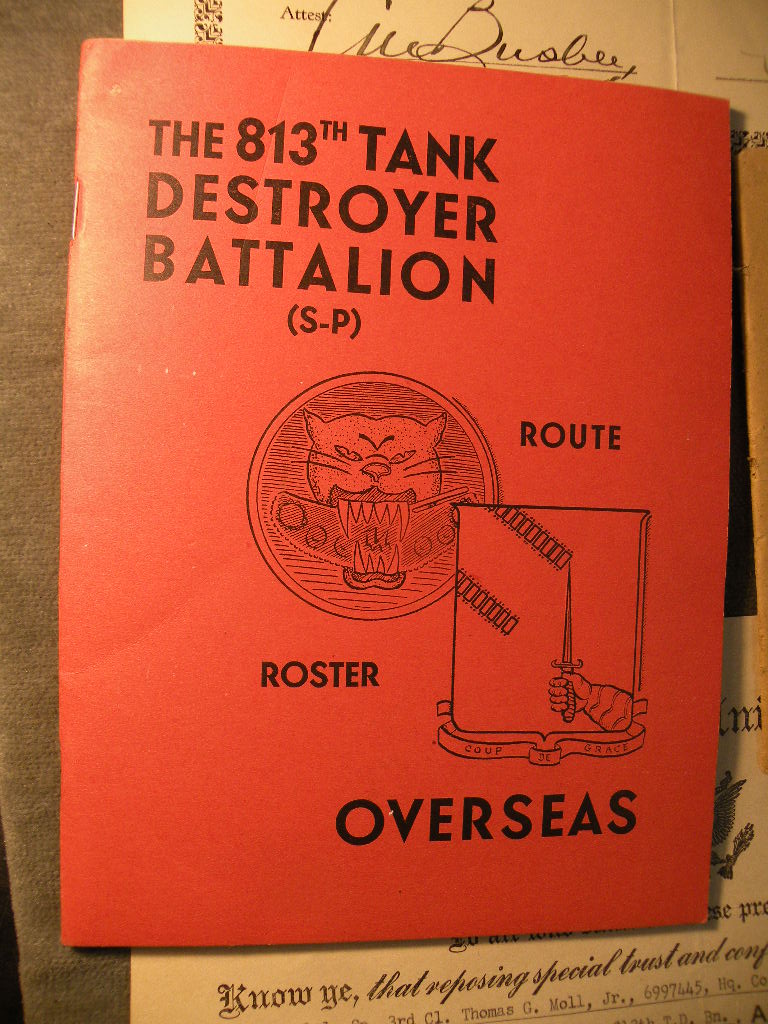 Attest:
THE 813TH TANK
DESTROYER
BATTALION
(S-P)
ROUTE
ROSTER
COUP DE GRACE
OVERSEAS
Know ye, that reposing special trust and conf
3rd Cl. Thomas G. Moll, Jr., 6997445, Hq. Co
T.D. Bn.,